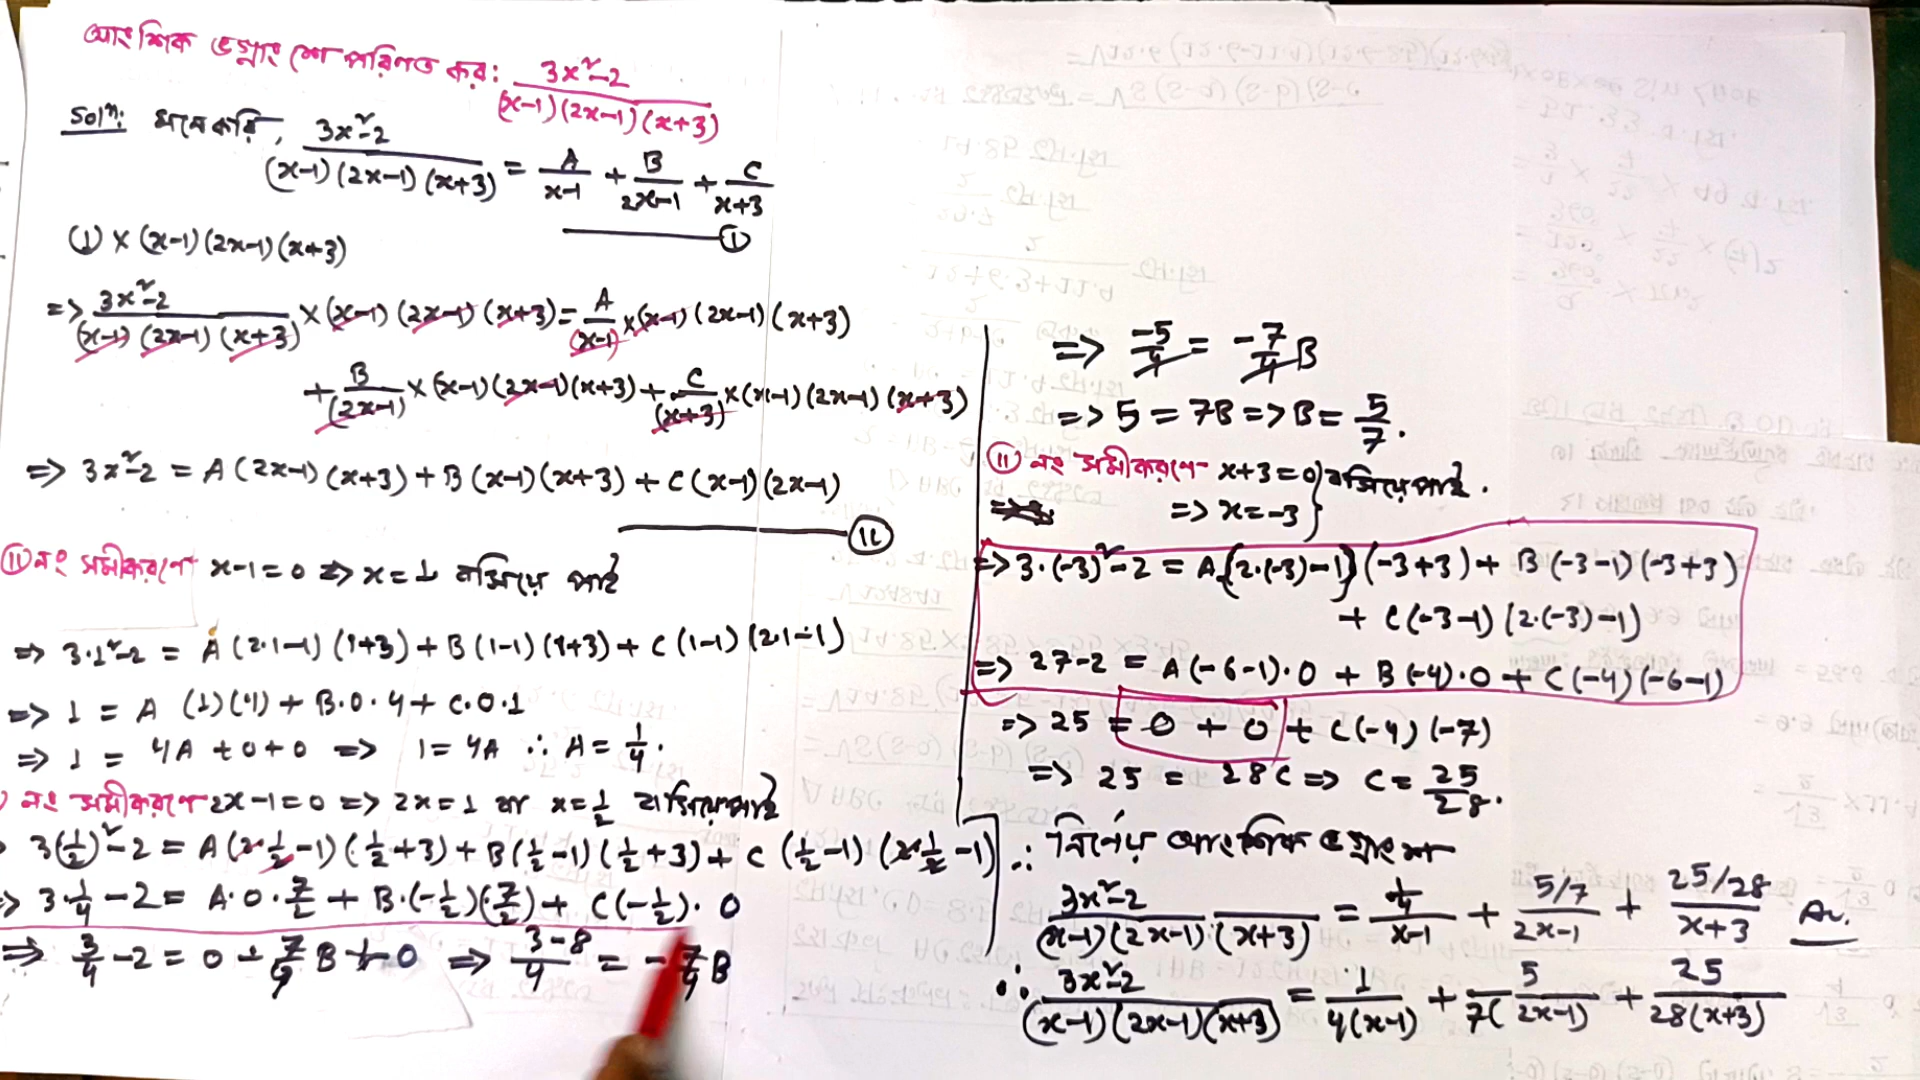 আংশিক ভগ্নাংশে পরিণত কর: (3x²-2)/((x-1)(2x-1)(x+3))
Solⁿ: মনেকরি, (3x²-2)/((x-1)(2x-1)(x+3)) = A/(x-1) + B/(2x-1) + C/(x+3) —— ①
(1) × (x-1)(2x-1)(x+3)
=> (3x²-2)/((x-1)(2x-1)(x+3)) × (x-1)(2x-1)(x+3) = A/(x-1) × (x-1)(2x-1)(x+3)
+ B/(2x-1) × (x-1)(2x-1)(x+3) + C/(x+3) × (x-1)(2x-1)(x+3)
=> 3x²-2 = A(2x-1)(x+3) + B(x-1)(x+3) + C(x-1)(2x-1)
—— ⑪
⑪ নং সমীকরণে x-1=0 => x=1 বসিয়ে পাই
=> 3·1²-2 = A(2·1-1)(1+3) + B(1-1)(1+3) + C(1-1)(2·1-1)
=> 1 = A(1)(4) + B·0·4 + C·0·1
=> 1 = 4A+0+0 => 1=4A ∴ A=1/4.
নং সমীকরণে 2x-1=0 => 2x=1 বা x=1/2 বসিয়েপাই
3(1/2)²-2 = A(2·1/2-1)(1/2+3) + B(1/2-1)(1/2+3) + C(1/2-1)(2·1/2-1)
=> 3·1/4-2 = A·0·7/2 + B·(-1/2)(7/2) + C(-1/2)·0
=> 3/4-2 = 0 - 7/4 B + 0 => (3-8)/4 = -7/4 B
=> -5/4 = -7/4 B
=> 5 = 7B => B = 5/7.
⑪ নং সমীকরণে x+3=0 } বসিয়েপাই.
=> x=-3
=> 3·(-3)²-2 = A{2·(-3)-1}(-3+3) + B(-3-1)(-3+3)
+ C(-3-1)(2·(-3)-1)
=> 27-2 = A(-6-1)·0 + B(-4)·0 + C(-4)(-6-1)
=> 25 = 0 + 0 + C(-4)(-7)
=> 25 = 28C => C = 25/28.
∴ নির্ণেয় আংশিক ভগ্নাংশ
(3x²-2)/((x-1)(2x-1)(x+3)) = (1/4)/(x-1) + (5/7)/(2x-1) + (25/28)/(x+3) An.
∴ (3x²-2)/((x-1)(2x-1)(x+3)) = 1/(4(x-1)) + 5/(7(2x-1)) + 25/(28(x+3))